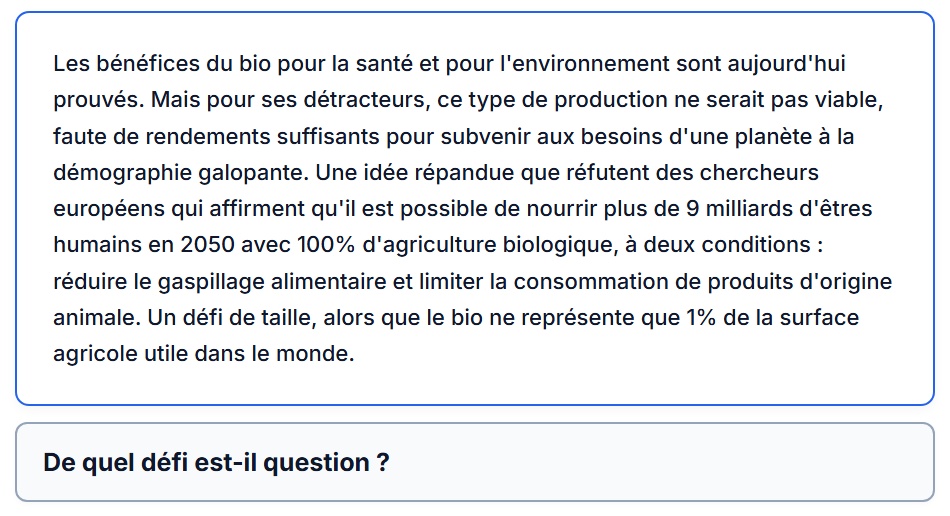 Les bénéfices du bio pour la santé et pour l'environnement sont aujourd'hui
prouvés. Mais pour ses détracteurs, ce type de production ne serait pas viable,
faute de rendements suffisants pour subvenir aux besoins d'une planète à la
démographie galopante. Une idée répandue que réfutent des chercheurs
européens qui affirment qu'il est possible de nourrir plus de 9 milliards d'êtres
humains en 2050 avec 100% d'agriculture biologique, à deux conditions :
réduire le gaspillage alimentaire et limiter la consommation de produits d'origine
animale. Un défi de taille, alors que le bio ne représente que 1% de la surface
agricole utile dans le monde.
De quel défi est-il question ?